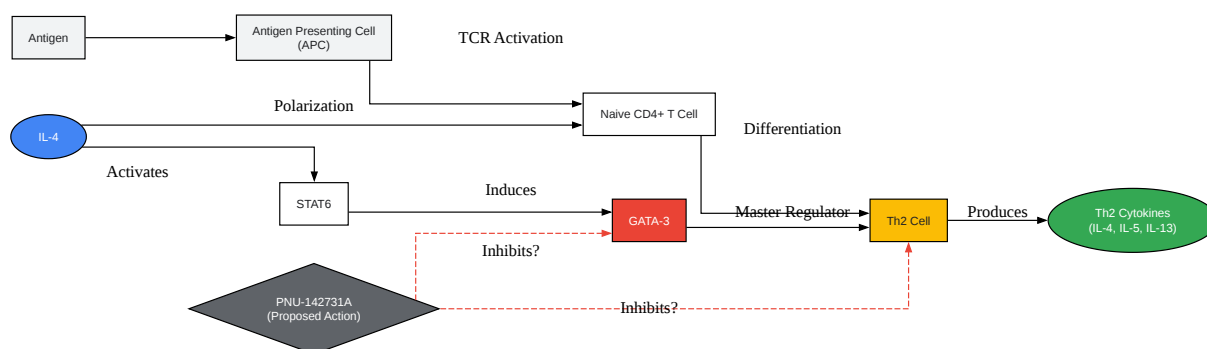 Antigen
Antigen Presenting Cell
(APC)
TCR Activation
Polarization
Naive CD4+ T Cell
IL-4
Differentiation
Activates
Induces
STAT6
GATA-3
Master Regulator
Th2 Cell
Produces
Th2 Cytokines
(IL-4, IL-5, IL-13)
Inhibits?
PNU-142731A
(Proposed Action)
Inhibits?